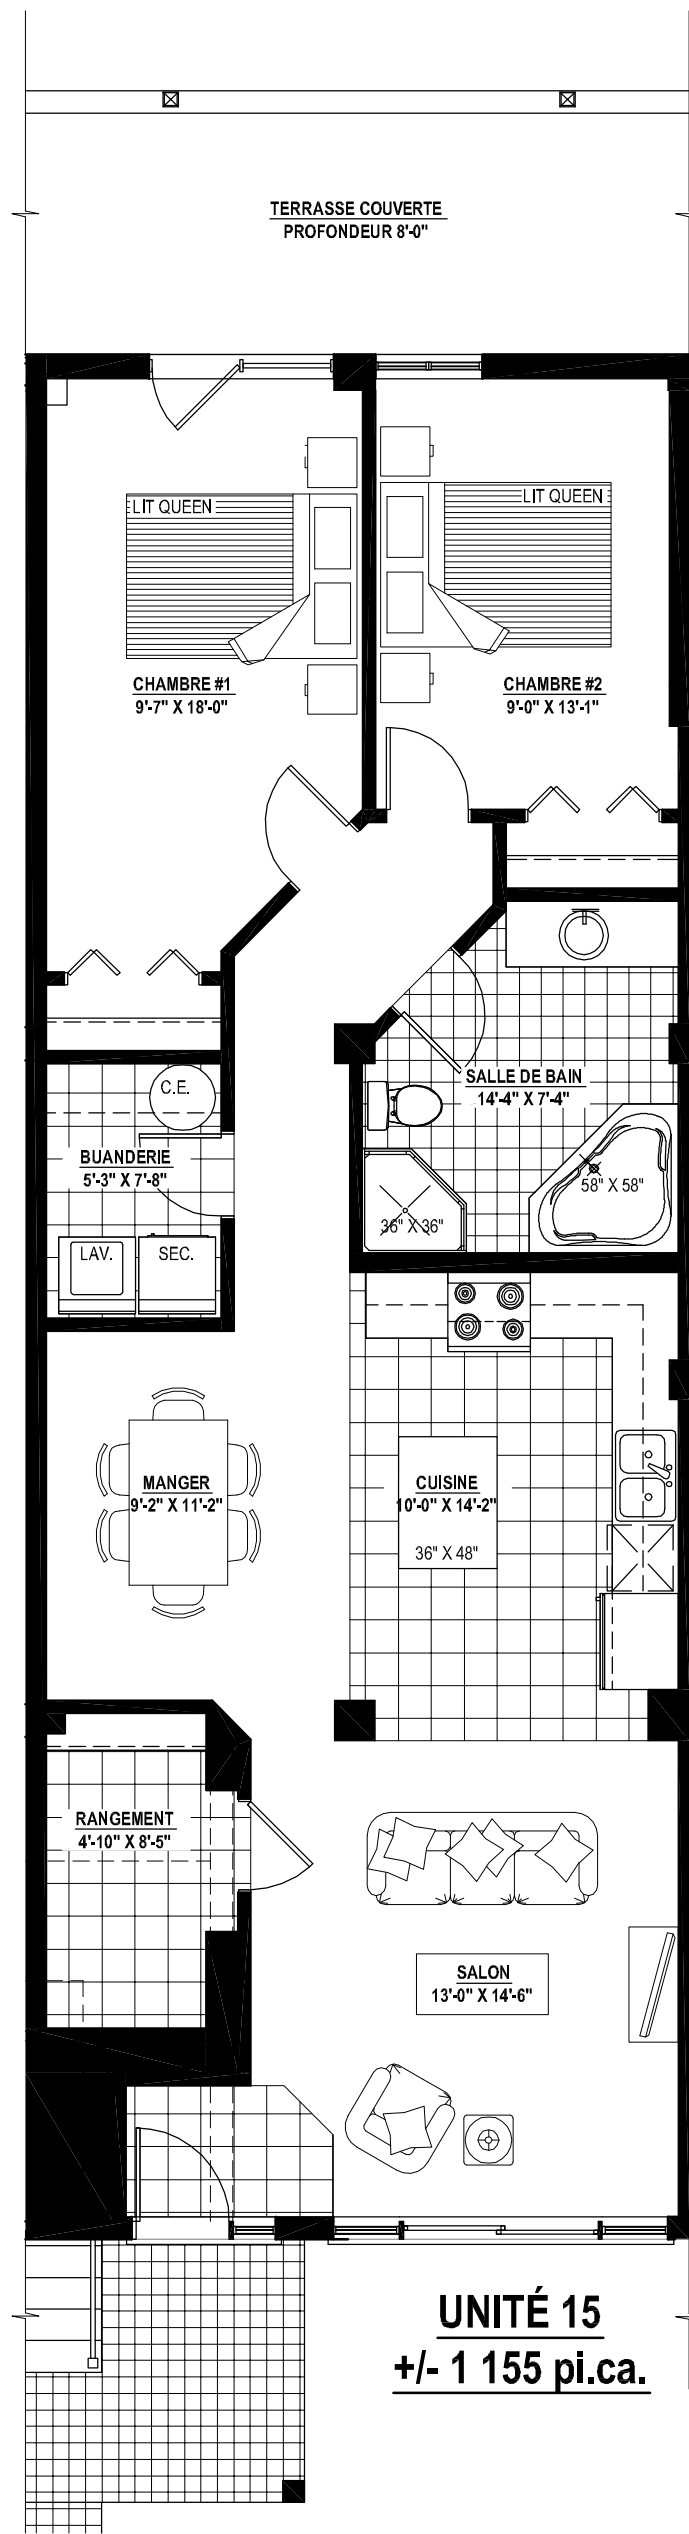 TERRASSE COUVERTE
PROFONDEUR 8'-0"
LIT QUEEN
LIT QUEEN
CHAMBRE #1
9'-7" X 18'-0"
CHAMBRE #2
9'-0" X 13'-1"
C.E.
SALLE DE BAIN
14'-4" X 7'-4"
BUANDERIE
5'-3" X 7'-8"
58" X 58"
36" X 36"
LAV.
SEC.
MANGER
9'-2" X 11'-2"
CUISINE
10'-0" X 14'-2"
36" X 48"
RANGEMENT
4'-10" X 8'-5"
SALON
13'-0" X 14'-6"
UNITÉ 15
+/- 1 155 pi.ca.